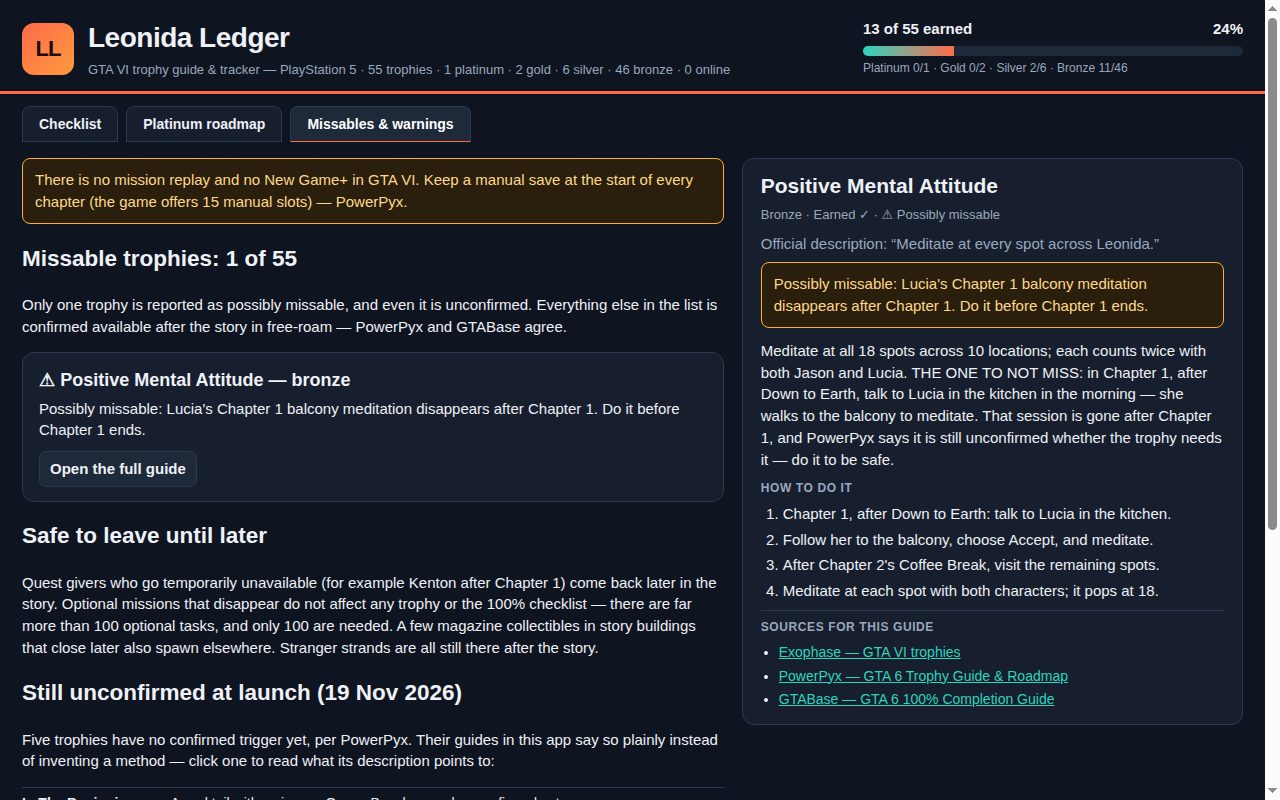 LL
Leonida Ledger
GTA VI trophy guide & tracker — PlayStation 5 · 55 trophies · 1 platinum · 2 gold · 6 silver · 46 bronze · 0 online
13 of 55 earned
24%
Platinum 0/1 · Gold 0/2 · Silver 2/6 · Bronze 11/46
Checklist
Platinum roadmap
Missables & warnings
There is no mission replay and no New Game+ in GTA VI. Keep a manual save at the start of every
chapter (the game offers 15 manual slots) — PowerPyx.
Missable trophies: 1 of 55
Only one trophy is reported as possibly missable, and even it is unconfirmed. Everything else in the list is
confirmed available after the story in free-roam — PowerPyx and GTABase agree.
⚠ Positive Mental Attitude — bronze
Possibly missable: Lucia's Chapter 1 balcony meditation disappears after Chapter 1. Do it before
Chapter 1 ends.
Open the full guide
Safe to leave until later
Quest givers who go temporarily unavailable (for example Kenton after Chapter 1) come back later in the
story. Optional missions that disappear do not affect any trophy or the 100% checklist — there are far
more than 100 optional tasks, and only 100 are needed. A few magazine collectibles in story buildings
that close later also spawn elsewhere. Stranger strands are all still there after the story.
Still unconfirmed at launch (19 Nov 2026)
Five trophies have no confirmed trigger yet, per PowerPyx. Their guides in this app say so plainly instead
of inventing a method — click one to read what its description points to:
Positive Mental Attitude
Bronze · Earned ✓ · ⚠ Possibly missable
Official description: “Meditate at every spot across Leonida.”
Possibly missable: Lucia's Chapter 1 balcony meditation
disappears after Chapter 1. Do it before Chapter 1 ends.
Meditate at all 18 spots across 10 locations; each counts twice with
both Jason and Lucia. THE ONE TO NOT MISS: in Chapter 1, after
Down to Earth, talk to Lucia in the kitchen in the morning — she
walks to the balcony to meditate. That session is gone after Chapter
1, and PowerPyx says it is still unconfirmed whether the trophy needs
it — do it to be safe.
HOW TO DO IT
1. Chapter 1, after Down to Earth: talk to Lucia in the kitchen.
2. Follow her to the balcony, choose Accept, and meditate.
3. After Chapter 2's Coffee Break, visit the remaining spots.
4. Meditate at each spot with both characters; it pops at 18.
SOURCES FOR THIS GUIDE
• Exophase — GTA VI trophies
• PowerPyx — GTA 6 Trophy Guide & Roadmap
• GTABase — GTA 6 100% Completion Guide